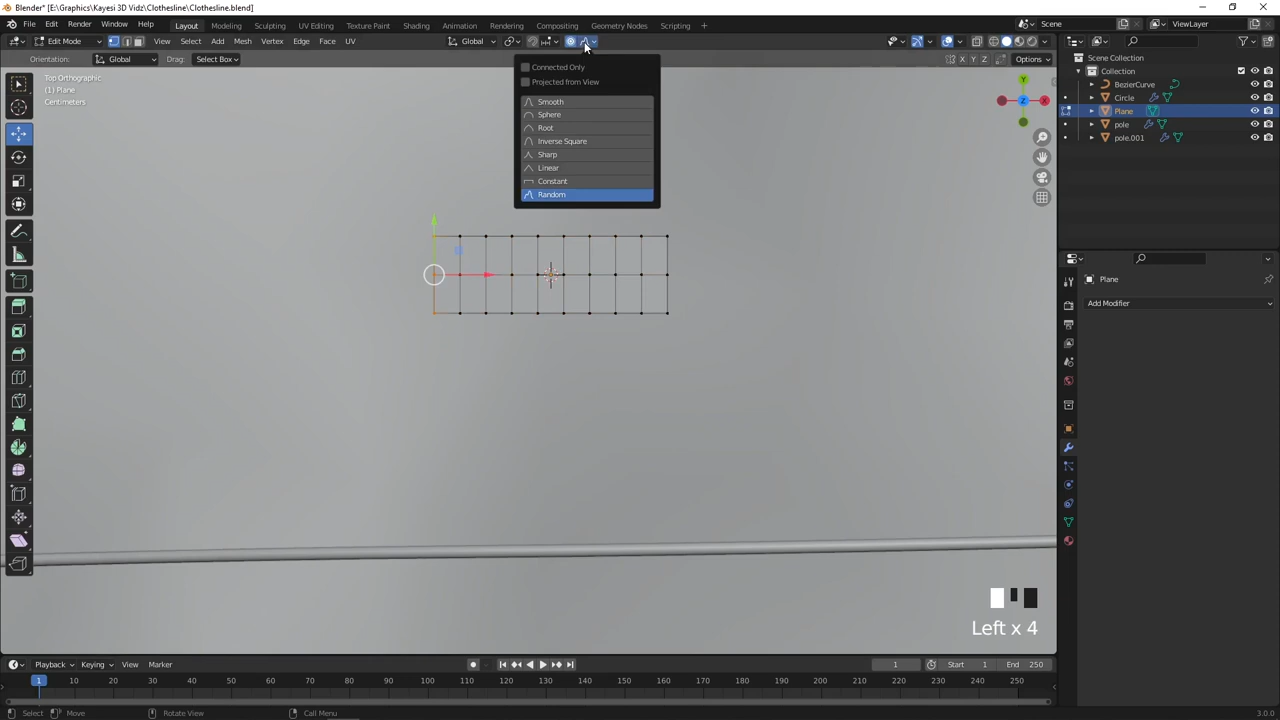 Blender* [E:\Graphics\Kayesi 3D Vidz\Clothesline\Clothesline.blend]
File Edit Render Window Help Layout Modeling Sculpting UV Editing Texture Paint Shading Animation Rendering Compositing Geometry Nodes Scripting + Scene ViewLayer
Edit Mode View Select Add Mesh Vertex Edge Face UV Global
Orientation: Global Drag: Select Box X Y Z Options
Top Orthographic
(1) Plane
Centimeters
Connected Only
Projected from View
Smooth
Sphere
Root
Inverse Square
Sharp
Linear
Constant
Random
Y
Z X
Scene Collection
Collection
BezierCurve
Circle
Plane
pole
pole.001
Plane
Add Modifier
Left x 4
Playback Keying View Marker 1 Start 1 End 250
1 10 20 30 40 50 60 70 80 90 100 110 120 130 140 150 160 170 180 190 200 210 220 230 240 250
Select Move Rotate View Call Menu 3.0.0